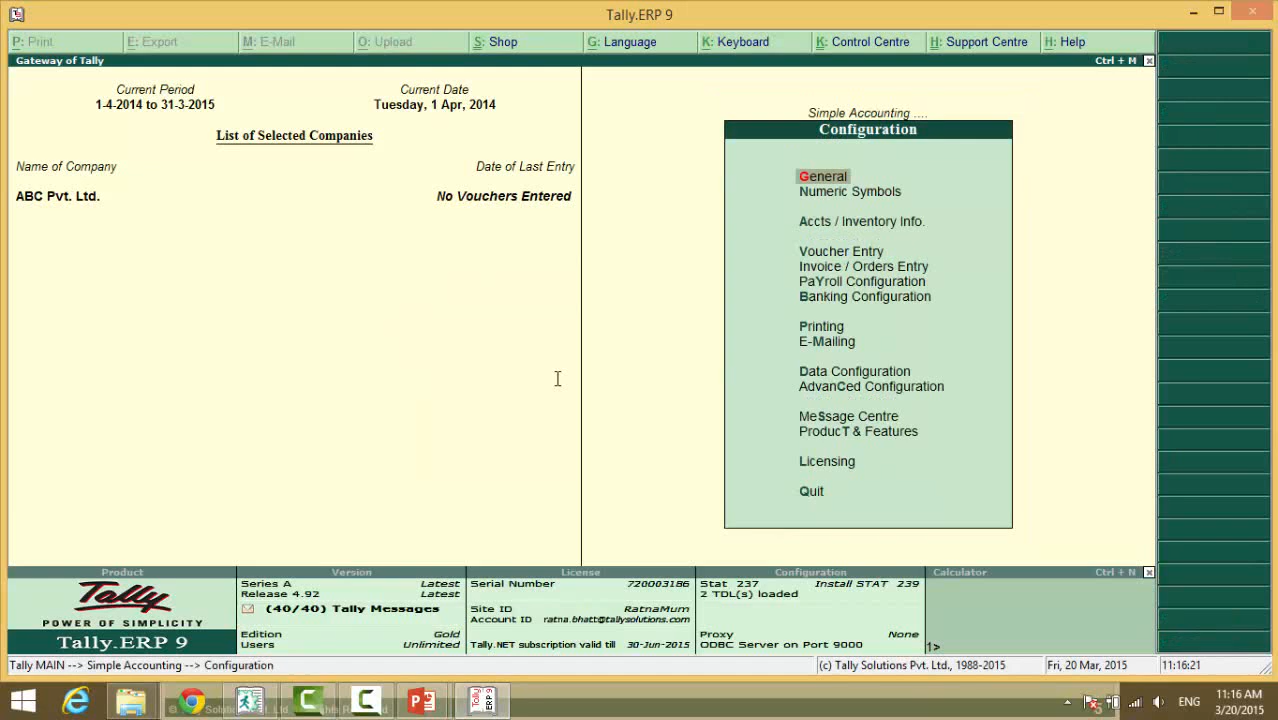 Tally.ERP 9
P: Print
E: Export
M: E-Mail
O: Upload
S: Shop
G: Language
K: Keyboard
K: Control Centre
H: Support Centre
H: Help
Gateway of Tally
Ctrl + M
Current Period
1-4-2014 to 31-3-2015
Current Date
Tuesday, 1 Apr, 2014
List of Selected Companies
Name of Company
Date of Last Entry
ABC Pvt. Ltd.
No Vouchers Entered
Simple Accounting ....
Configuration
General
Numeric Symbols
Accts / Inventory Info.
Voucher Entry
Invoice / Orders Entry
PaYroll Configuration
Banking Configuration
Printing
E-Mailing
Data Configuration
AdvanCed Configuration
MeSsage Centre
ProducT & Features
Licensing
Quit
Product
Tally
POWER OF SIMPLICITY
Tally.ERP 9
Version
Series A Latest
Release 4.92 Latest
(40/40) Tally Messages
Edition Gold
Users Unlimited
License
Serial Number 720003186
Site ID RatnaMum
Account ID ratna.bhatt@tallysolutions.com
Tally.NET subscription valid till 30-Jun-2015
Configuration
Stat 237 Install STAT 239
2 TDL(s) loaded
Proxy None
ODBC Server on Port 9000
Calculator
Ctrl + N
1>
Tally MAIN --> Simple Accounting --> Configuration
(c) Tally Solutions Pvt. Ltd., 1988-2015
Fri, 20 Mar, 2015
11:16:21
ENG
11:16 AM
3/20/2015